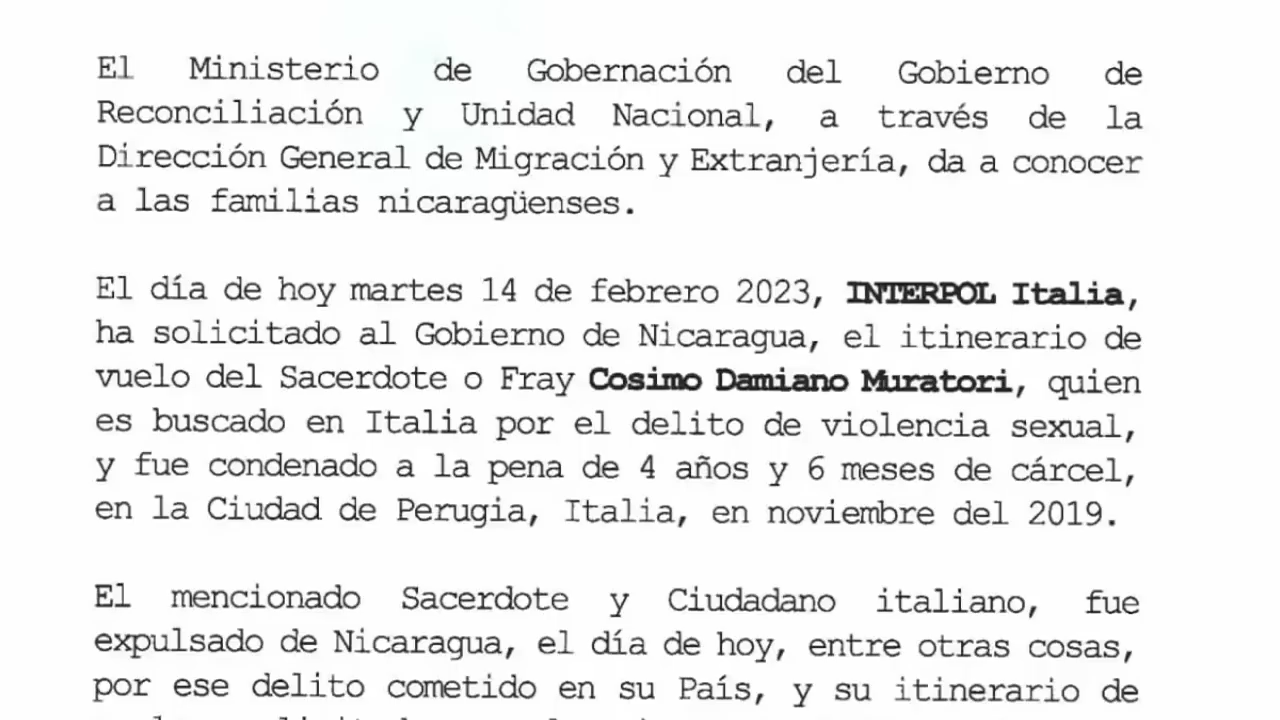 El Ministerio de Gobernación del Gobierno de
Reconciliación y Unidad Nacional, a través de la
Dirección General de Migración y Extranjería, da a conocer
a las familias nicaragüenses.
El día de hoy martes 14 de febrero 2023, INTERPOL Italia,
ha solicitado al Gobierno de Nicaragua, el itinerario de
vuelo del Sacerdote o Fray Cosimo Damiano Muratori, quien
es buscado en Italia por el delito de violencia sexual,
y fue condenado a la pena de 4 años y 6 meses de cárcel,
en la Ciudad de Perugia, Italia, en noviembre del 2019.
El mencionado Sacerdote y Ciudadano italiano, fue
expulsado de Nicaragua, el día de hoy, entre otras cosas,
por ese delito cometido en su País, y su itinerario de